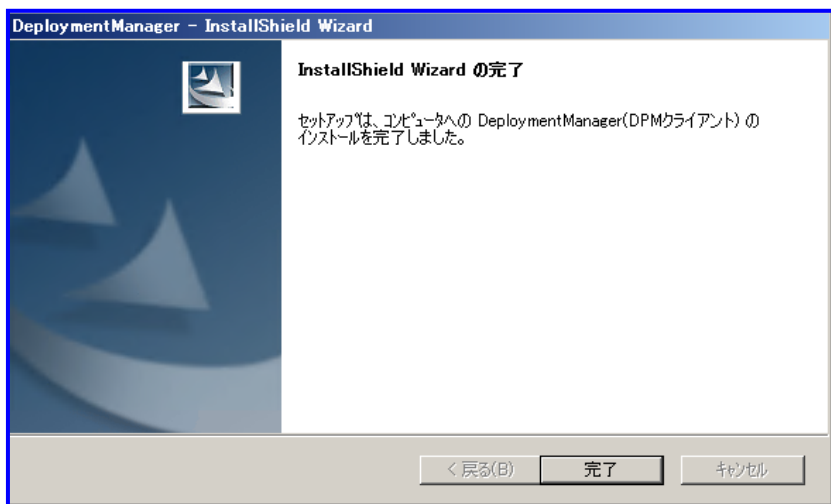 DeploymentManager - InstallShield Wizard
InstallShield Wizard の完了
セットアップは、コンピュータへの DeploymentManager(DPMクライアント) の
インストールを完了しました。
< 戻る(B)
完了
キャンセル